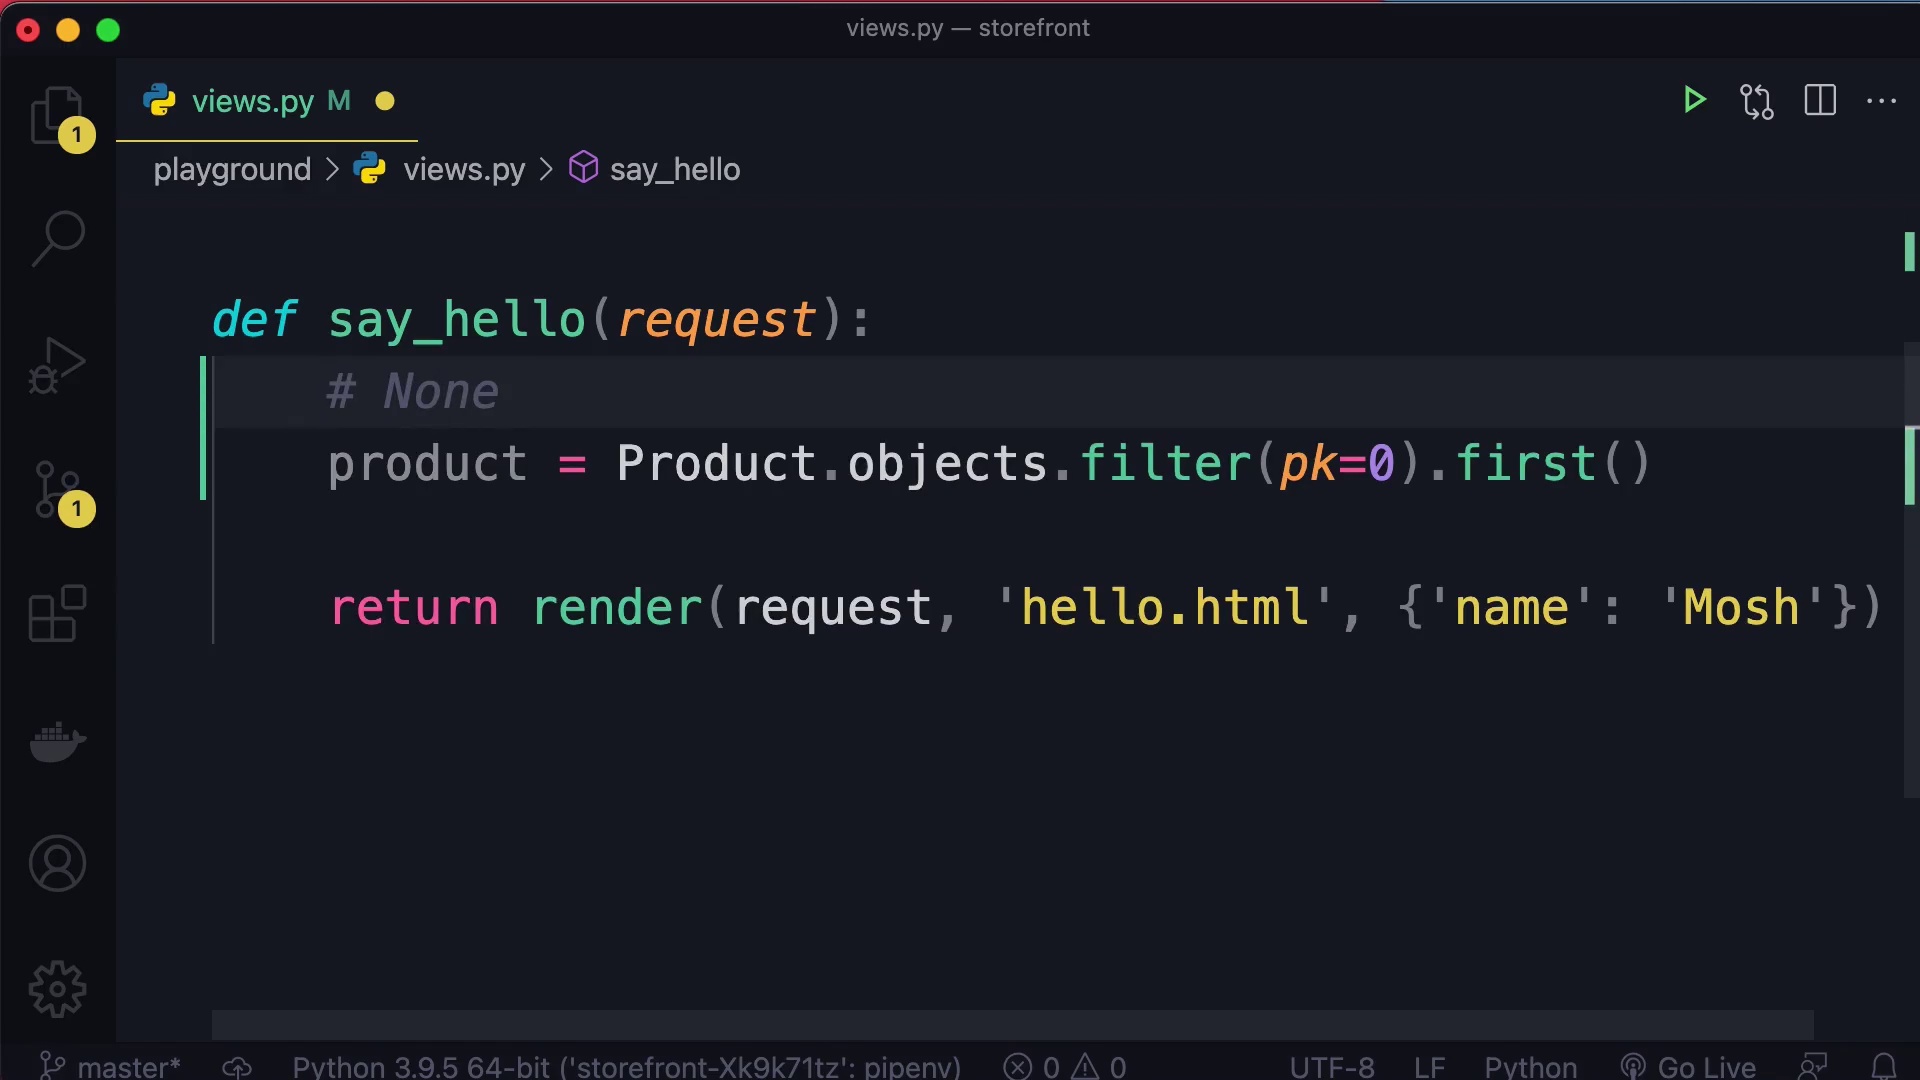 views.py — storefront
views.py M
1
playground > views.py > say_hello
def say_hello(request):
# None
product = Product.objects.filter(pk=0).first()
1
return render(request, 'hello.html', {'name': 'Mosh'})
master* Python 3.9.5 64-bit ('storefront-Xk9k71tz': pipenv) 0 0 UTF-8 LF Python Go Live